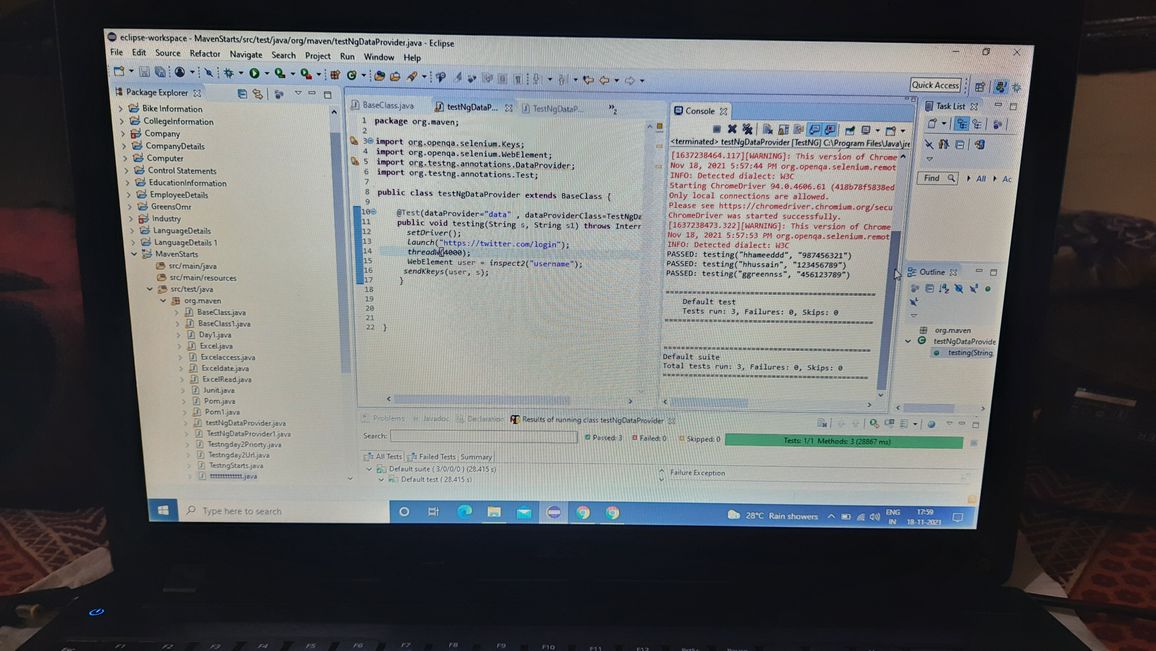 eclipse-workspace - MavenStarts/src/test/java/org/maven/testNgDataProvider.java - Eclipse
File Edit Source Refactor Navigate Search Project Run Window Help
Quick Access
Package Explorer
Bike Information
CollegeInformation
Company
CompanyDetails
Computer
Control Statements
EducationInformation
EmployeeDetails
GreensOmr
Industry
LanguageDetails
LanguageDetails 1
MavenStarts
src/main/java
src/main/resources
src/test/java
org.maven
BaseClass.java
BaseClass1.java
Day1.java
Excel.java
Excelaccess.java
Exceldate.java
ExcelRead.java
Junit.java
Pom.java
Pom1.java
testNgDataProvider.java
TestNgDataProvider1.java
Testngday2Priorty.java
Testngday2Url.java
TestngStarts.java
BaseClass.java testNgDataP... TestNgDataP... »2
1 package org.maven;
2
3 import org.openqa.selenium.Keys;
4 import org.openqa.selenium.WebElement;
5 import org.testng.annotations.DataProvider;
6 import org.testng.annotations.Test;
7
8 public class testNgDataProvider extends BaseClass {
9
10 @Test(dataProvider="data" , dataProviderClass=TestNgDa
11 public void testing(String s, String s1) throws Interr
12 setDriver();
13 launch("https://twitter.com/login");
14 threadw(4000);
15 WebElement user = inspect2("username");
16 sendKkeys(user, s);
17 }
18
19
20
21
22 }
Console
<terminated> testNgDataProvider [TestNG] C:\Program Files\Java\jre
[1637238464.117][WARNING]: This version of Chrome
Nov 18, 2021 5:57:44 PM org.openqa.selenium.remot
INFO: Detected dialect: W3C
Starting ChromeDriver 94.0.4606.61 (418b78f5838ed
Only local connections are allowed.
Please see https://chromedriver.chromium.org/secu
ChromeDriver was started successfully.
[1637238473.322][WARNING]: This version of Chrome
Nov 18, 2021 5:57:53 PM org.openqa.selenium.remot
INFO: Detected dialect: W3C
PASSED: testing("hhameeddd", "987456321")
PASSED: testing("hhussain", "123456789")
PASSED: testing("ggreennss", "456123789")
===============================================
Default test
Tests run: 3, Failures: 0, Skips: 0
===============================================
===============================================
Default suite
Total tests run: 3, Failures: 0, Skips: 0
===============================================
Task List
Find All Ac
Outline
org.maven
testNgDataProvide
testing(String,
Problems Javadoc Declaration Results of running class testNgDataProvider
Search: Passed: 3 Failed: 0 Skipped: 0 Tests: 1/1 Methods: 3 (28867 ms)
All Tests Failed Tests Summary
Default suite ( 3/0/0/0 ) (28.415 s)
Default test ( 28.415 s)
Failure Exception
Type here to search
28°C Rain showers
ENG
IN
17:59
18-11-2021
F1 F2 F3 F4 F5 F6 F7 F8 F9 F10 F11 F12